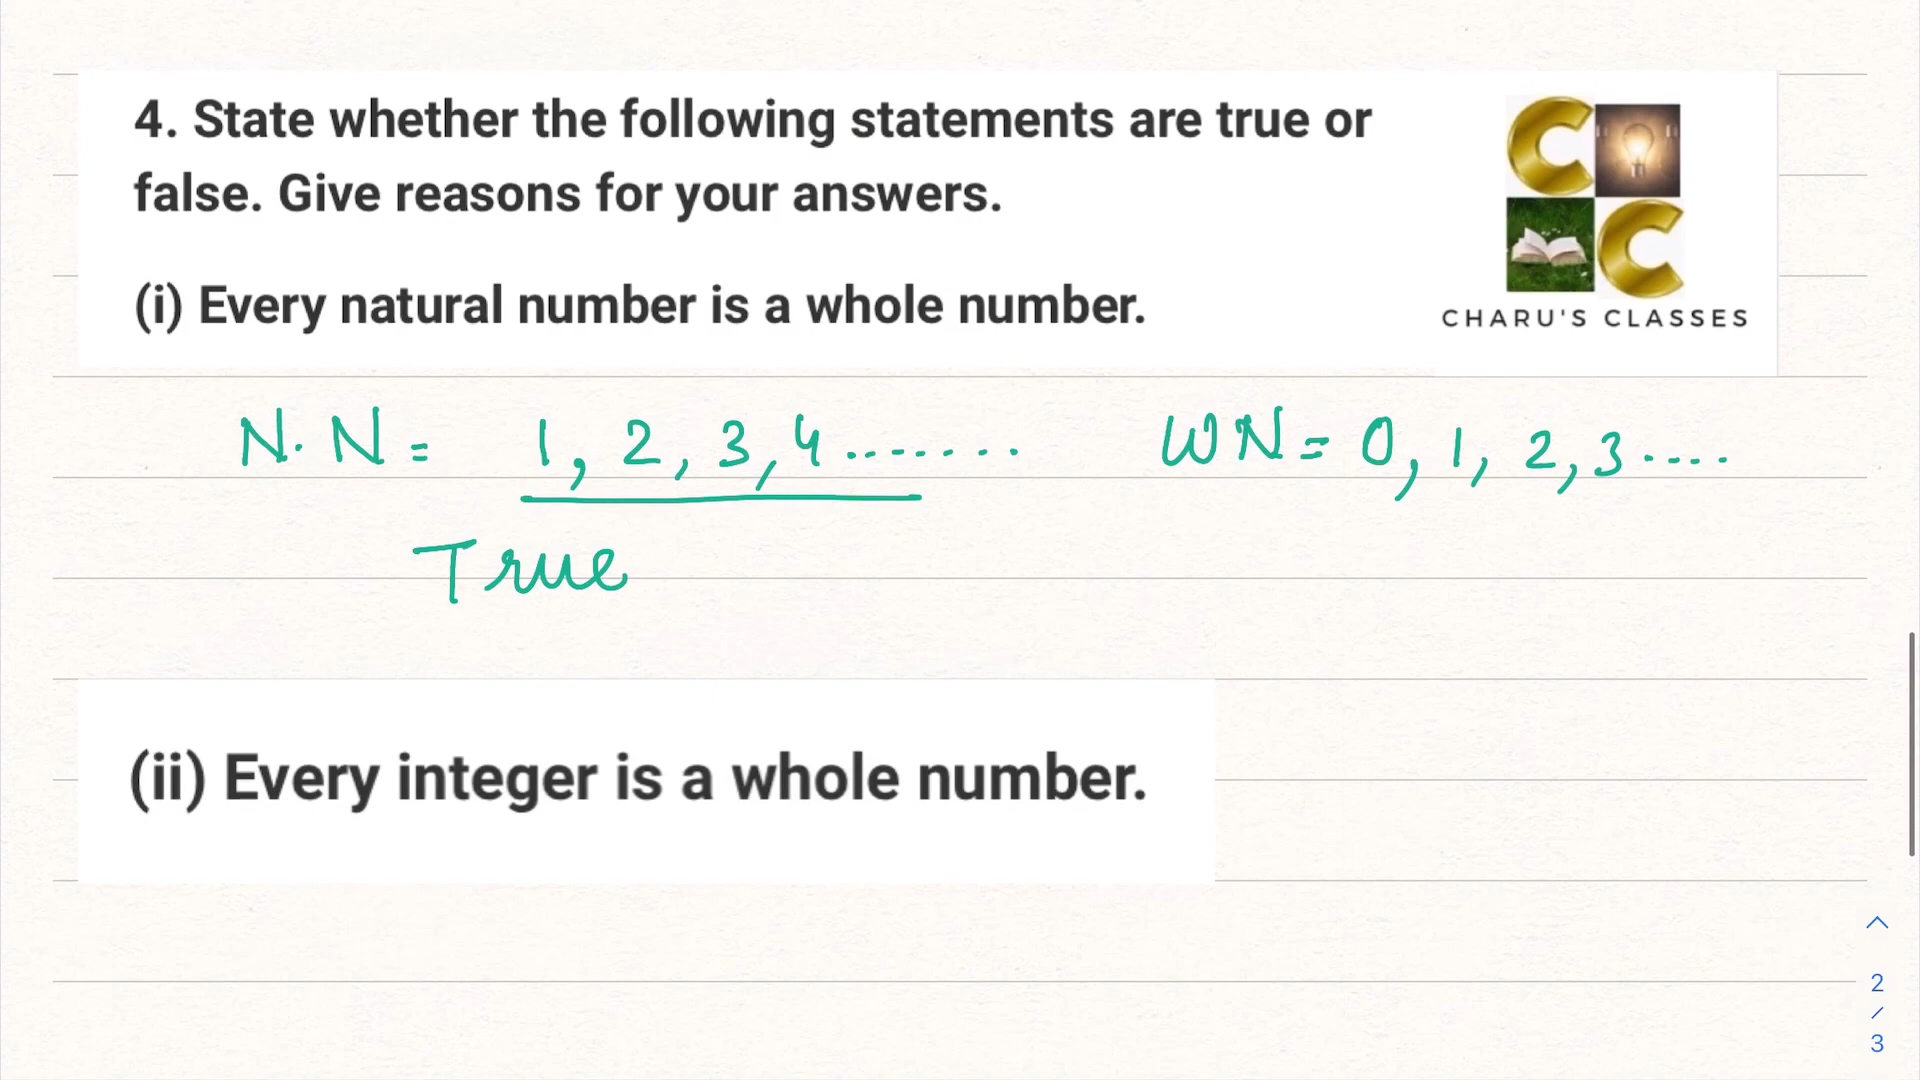 4. State whether the following statements are true or
false. Give reasons for your answers.
(i) Every natural number is a whole number.
CHARU'S CLASSES
N.N = 1, 2, 3, 4....... WN = 0, 1, 2, 3....
True
(ii) Every integer is a whole number.
2
/
3